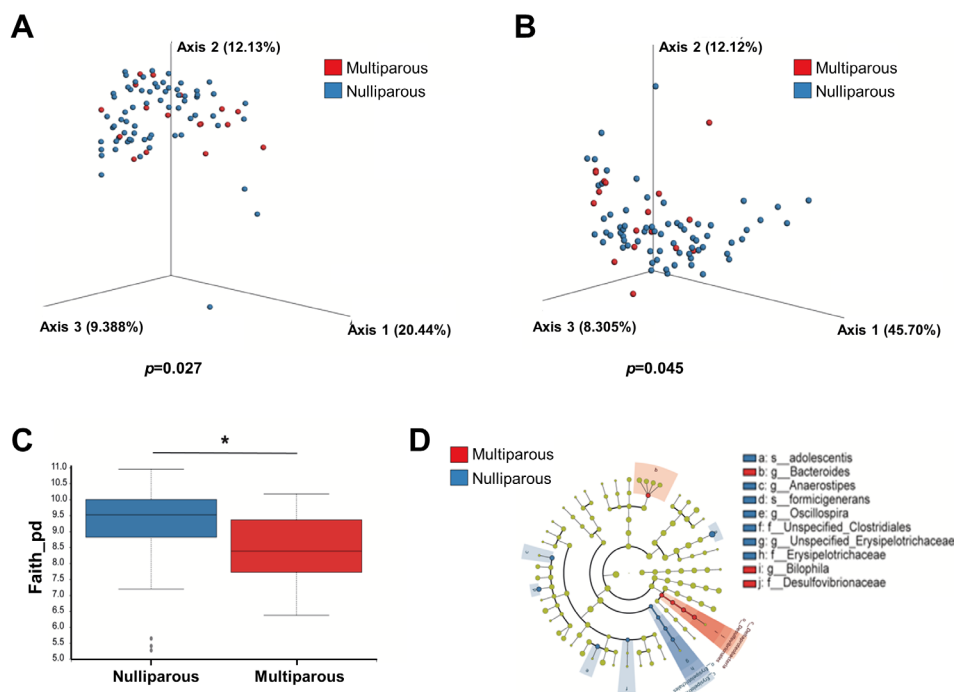 A
Axis 2 (12.13%)
Multiparous
Nulliparous
Axis 3 (9.388%)
Axis 1 (20.44%)
p=0.027
B
Axis 2 (12.12%)
Multiparous
Nulliparous
Axis 3 (8.305%)
Axis 1 (45.70%)
p=0.045
C
*
Faith_pd
11.0
10.5
10.0
9.5
9.0
8.5
8.0
7.5
7.0
6.5
6.0
5.5
5.0
Nulliparous
Multiparous
D
Multiparous
Nulliparous
a: s__adolescentis
b: g__Bacteroides
c: g__Anaerostipes
d: s__formicigenerans
e: g__Oscillospira
f: f__Unspecified_Clostridiales
g: g__Unspecified_Erysipelotrichaceae
h: f__Erysipelotrichaceae
i: g__Bilophila
j: f__Desulfovibrionaceae
b